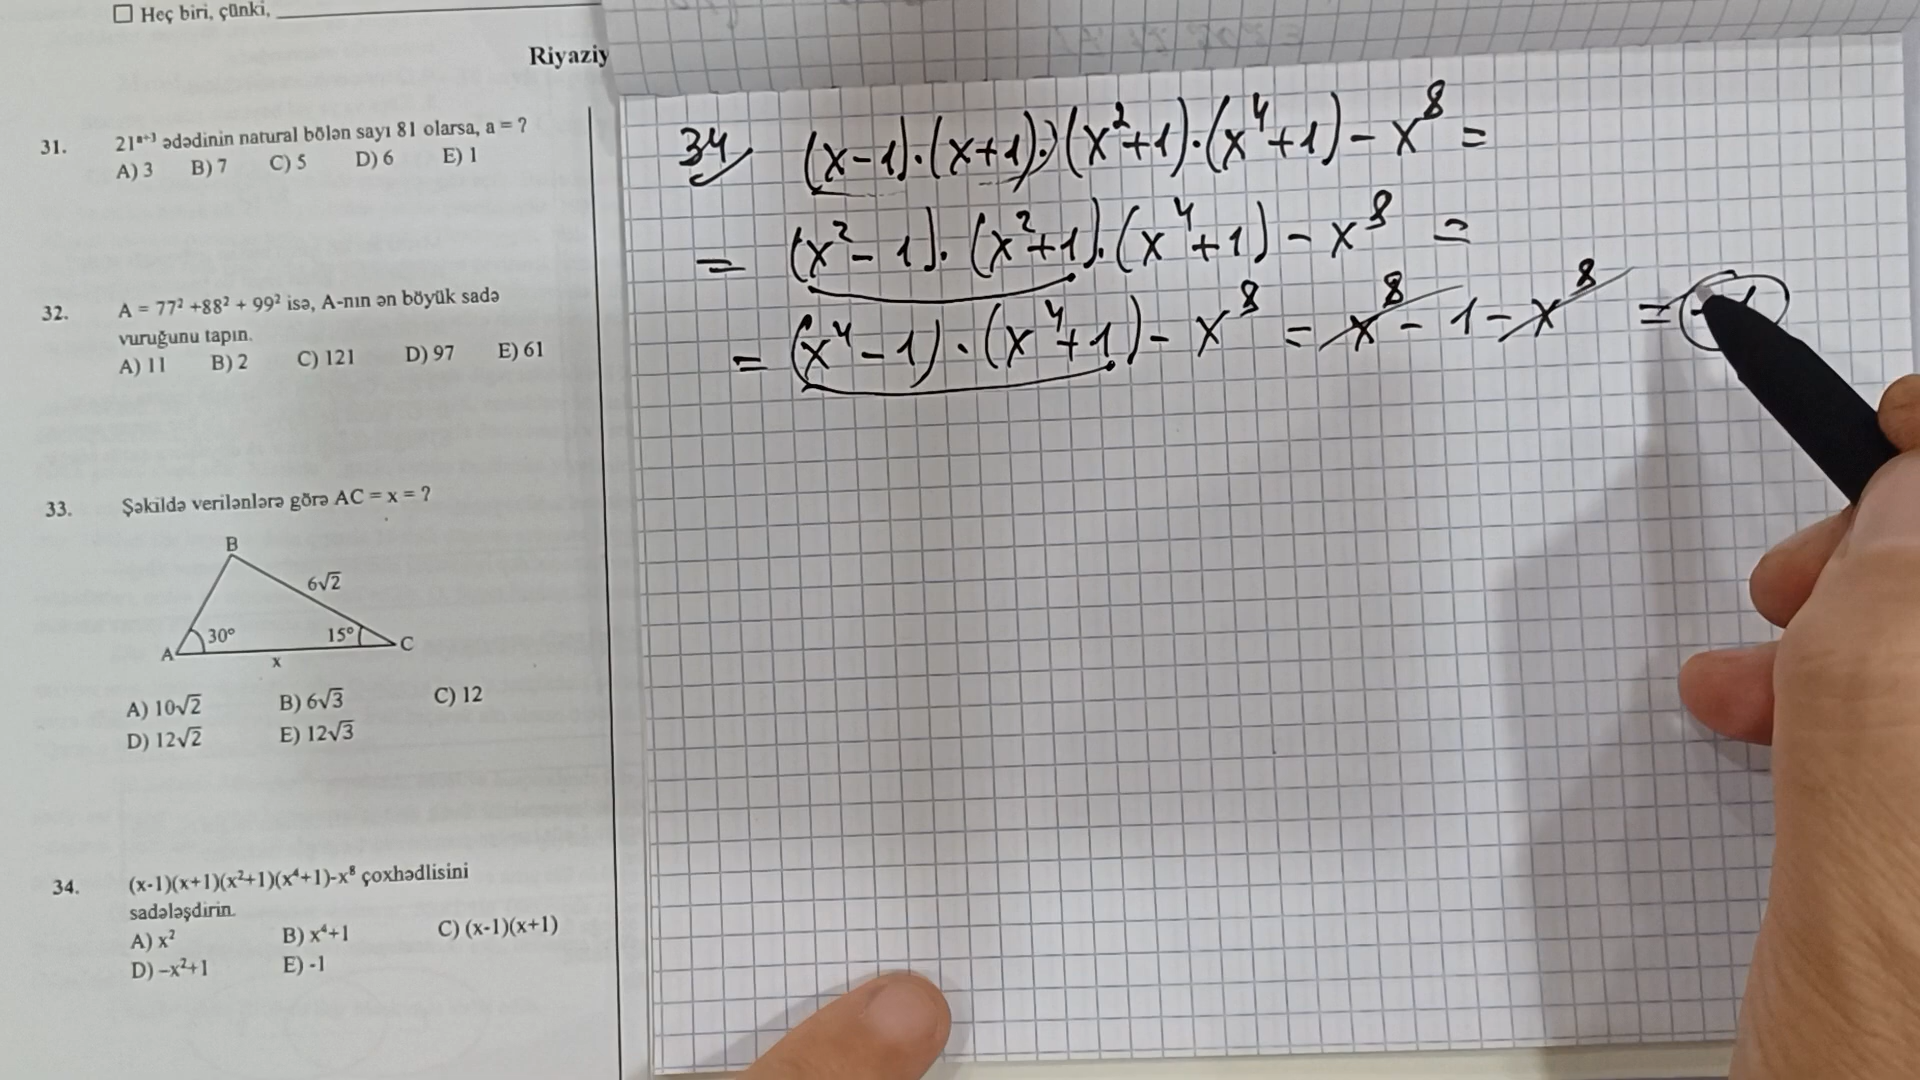 ☐ Heç biri, çünki,
Riyaziy
31. 21ᵃ⁺³ ədədinin natural bölən sayı 81 olarsa, a = ?
A) 3 B) 7 C) 5 D) 6 E) 1
32. A = 77² +88² + 99² isə, A-nın ən böyük sadə
vuruğunu tapın.
A) 11 B) 2 C) 121 D) 97 E) 61
33. Şəkildə verilənlərə görə AC = x = ?
B
6√2
30° 15°
A x C
A) 10√2 B) 6√3 C) 12
D) 12√2 E) 12√3
34. (x-1)(x+1)(x²+1)(x⁴+1)-x⁸ çoxhədlisini
sadələşdirin.
A) x² B) x⁴+1 C) (x-1)(x+1)
D) –x²+1 E) -1
34 (x-1)·(x+1)·(x²+1)·(x⁴+1) - x⁸ =
= (x² - 1)·(x²+1)·(x⁴+1) - x⁸ =
= (x⁴ - 1)·(x⁴+1) - x⁸ = x⁸ - 1 - x⁸ =